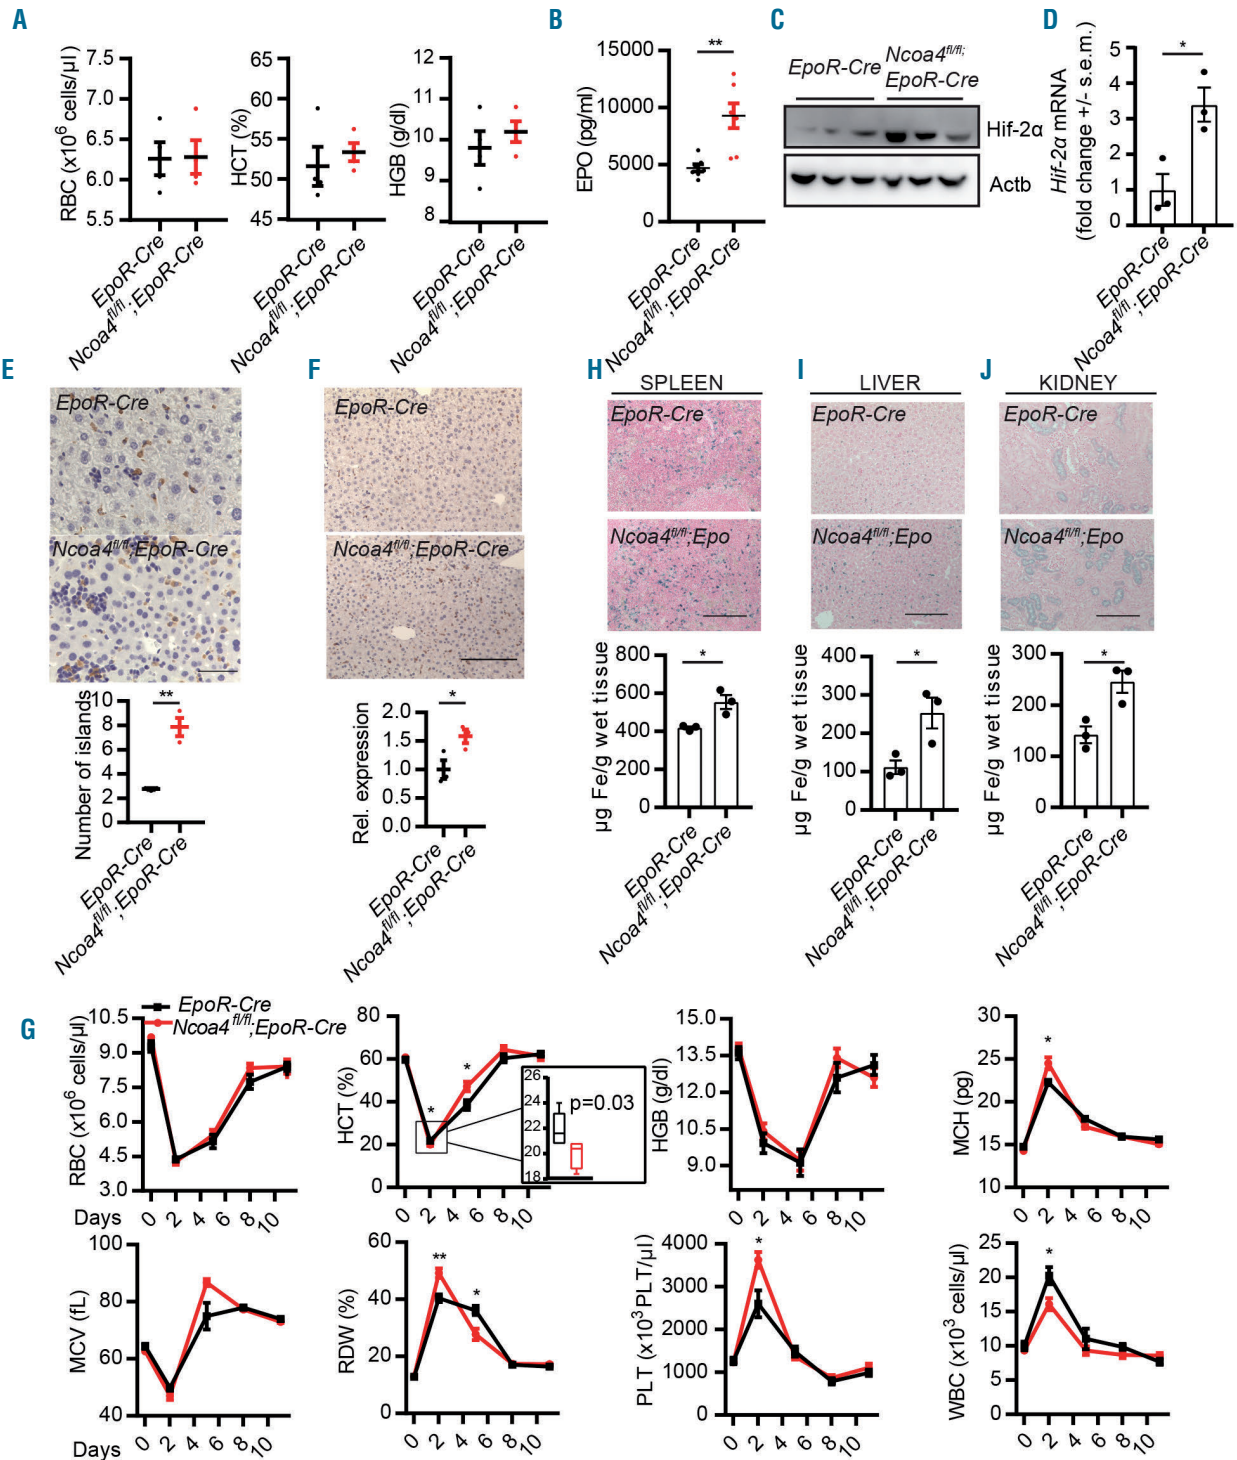 A
RBC (x10⁶ cells/µl)
7.5
7.0
6.5
6.0
5.5
EpoR-Cre
Ncoa4fl/fl;EpoR-Cre
HCT (%)
65
60
55
50
45
EpoR-Cre
Ncoa4fl/fl;EpoR-Cre
HGB (g/dl)
12
11
10
9
8
EpoR-Cre
Ncoa4fl/fl;EpoR-Cre
B
EPO (pg/ml)
15000
10000
5000
0
**
EpoR-Cre
Ncoa4fl/fl;EpoR-Cre
C
EpoR-Cre
Ncoa4fl/fl;
EpoR-Cre
Hif-2α
Actb
D
Hif-2α mRNA
(fold change +/- s.e.m.)
5
4
3
2
1
0
*
EpoR-Cre
Ncoa4fl/fl;EpoR-Cre
E
EpoR-Cre
Ncoa4fl/fl;EpoR-Cre
Number of islands
10
8
6
4
2
0
**
EpoR-Cre
Ncoa4fl/fl;EpoR-Cre
F
EpoR-Cre
Ncoa4fl/fl;EpoR-Cre
Rel. expression
2.0
1.5
1.0
0.5
0.0
*
EpoR-Cre
Ncoa4fl/fl;EpoR-Cre
H
SPLEEN
EpoR-Cre
Ncoa4fl/fl;Epo
µg Fe/g wet tissue
800
600
400
200
0
*
EpoR-Cre
Ncoa4fl/fl;EpoR-Cre
I
LIVER
EpoR-Cre
Ncoa4fl/fl;Epo
µg Fe/g wet tissue
400
300
200
100
0
*
EpoR-Cre
Ncoa4fl/fl;EpoR-Cre
J
KIDNEY
EpoR-Cre
Ncoa4fl/fl;Epo
µg Fe/g wet tissue
300
200
100
0
*
EpoR-Cre
Ncoa4fl/fl;EpoR-Cre
G
EpoR-Cre
Ncoa4fl/fl;EpoR-Cre
RBC (x10⁶ cells/µl)
10.5
9.0
7.5
6.0
4.5
3.0
Days
0 2 4 6 8 10
HCT (%)
80
60
40
20
0
*
*
26
24
22
20
18
p=0.03
0 2 4 6 8 10
HGB (g/dl)
15.0
13.5
12.0
10.5
9.0
0 2 4 6 8 10
MCH (pg)
30
25
20
15
10
*
0 2 4 6 8 10
MCV (fL)
100
80
60
40
Days
0 2 4 6 8 10
RDW (%)
60
40
20
0
**
*
0 2 4 6 8 10
PLT (x10³ PLT/µl)
4000
3000
2000
1000
0
*
0 2 4 6 8 10
WBC (x10³ cells/µl)
25
20
15
10
5
0
*
0 2 4 6 8 10